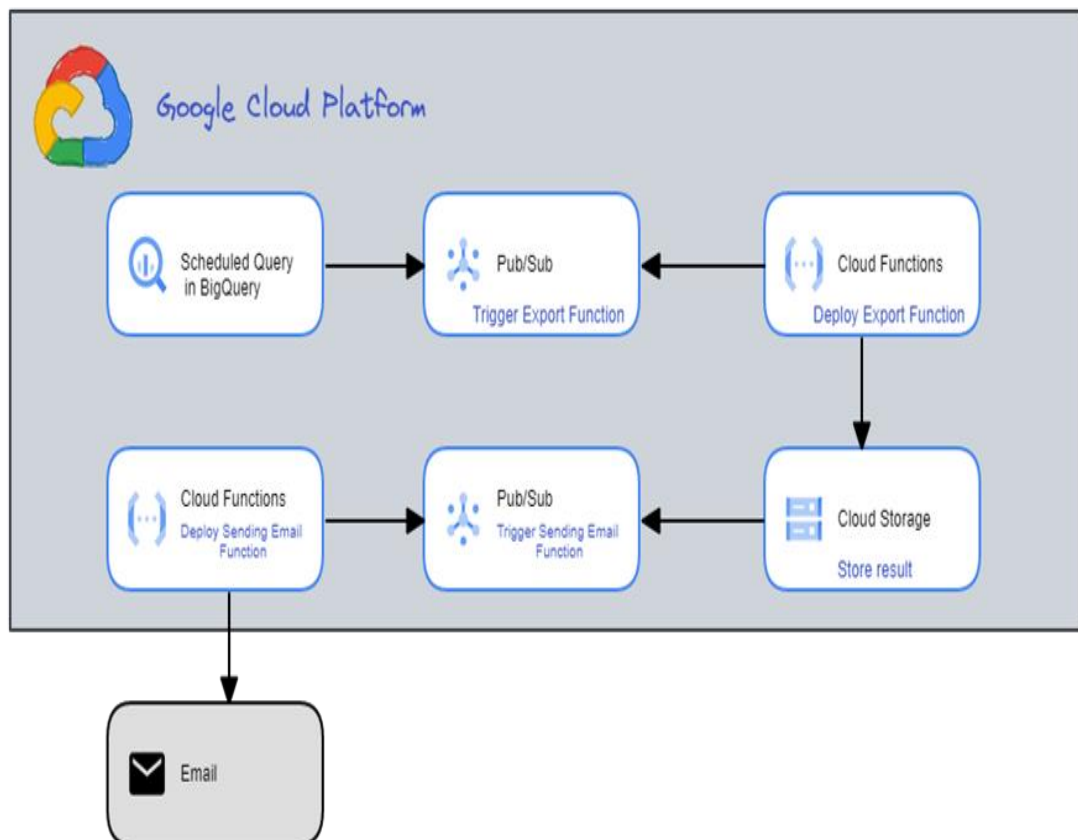 Google Cloud Platform
Scheduled Query
in BigQuery
Pub/Sub
Trigger Export Function
Cloud Functions
Deploy Export Function
Cloud Functions
Deploy Sending Email
Function
Pub/Sub
Trigger Sending Email
Function
Cloud Storage
Store result
Email